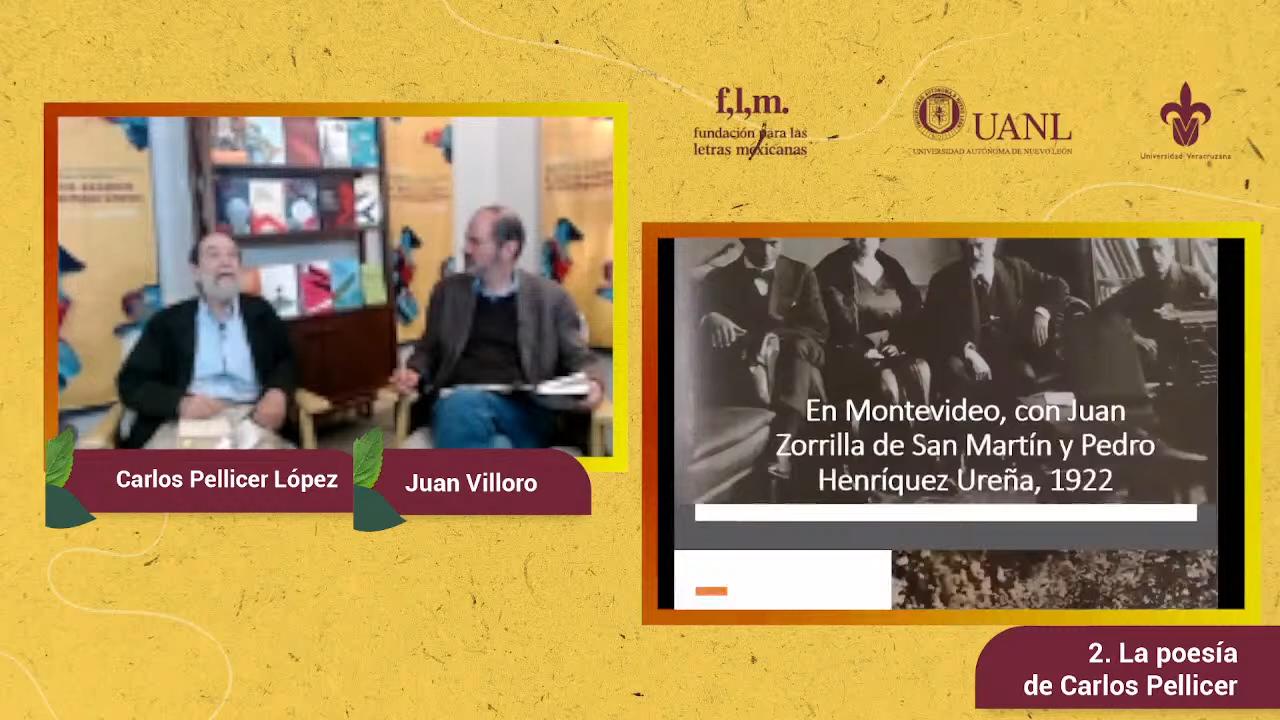 f,l,m.
fundación para las
letras mexicanas
UANL
UNIVERSIDAD AUTÓNOMA DE NUEVO LEÓN
Universidad Veracruzana
Carlos Pellicer López
Juan Villoro
En Montevideo, con Juan
Zorrilla de San Martín y Pedro
Henríquez Ureña, 1922
2. La poesía
de Carlos Pellicer